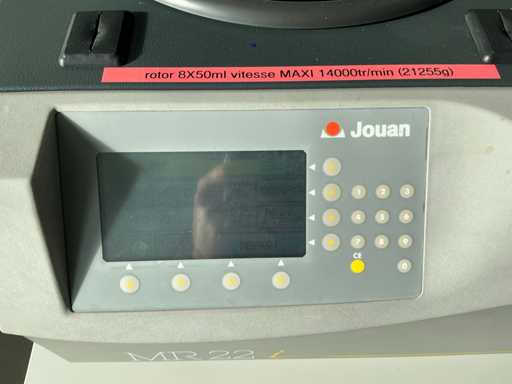 rotor 8X50ml vitesse MAXI 14000tr/min (21255g)
Jouan
1 2 3
4 5 6
7 8 9
CE
0
MR 22 i